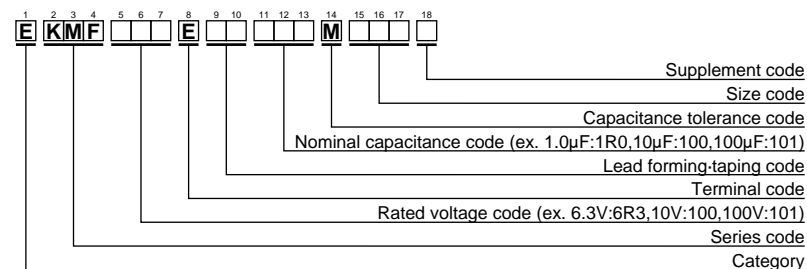 1 2 3 4 5 6 7 8 9 10 11 12 13 14 15 16 17 18
E KMF E M
Supplement code
Size code
Capacitance tolerance code
Nominal capacitance code (ex. 1.0μF:1R0,10μF:100,100μF:101)
Lead forming·taping code
Terminal code
Rated voltage code (ex. 6.3V:6R3,10V:100,100V:101)
Series code
Category